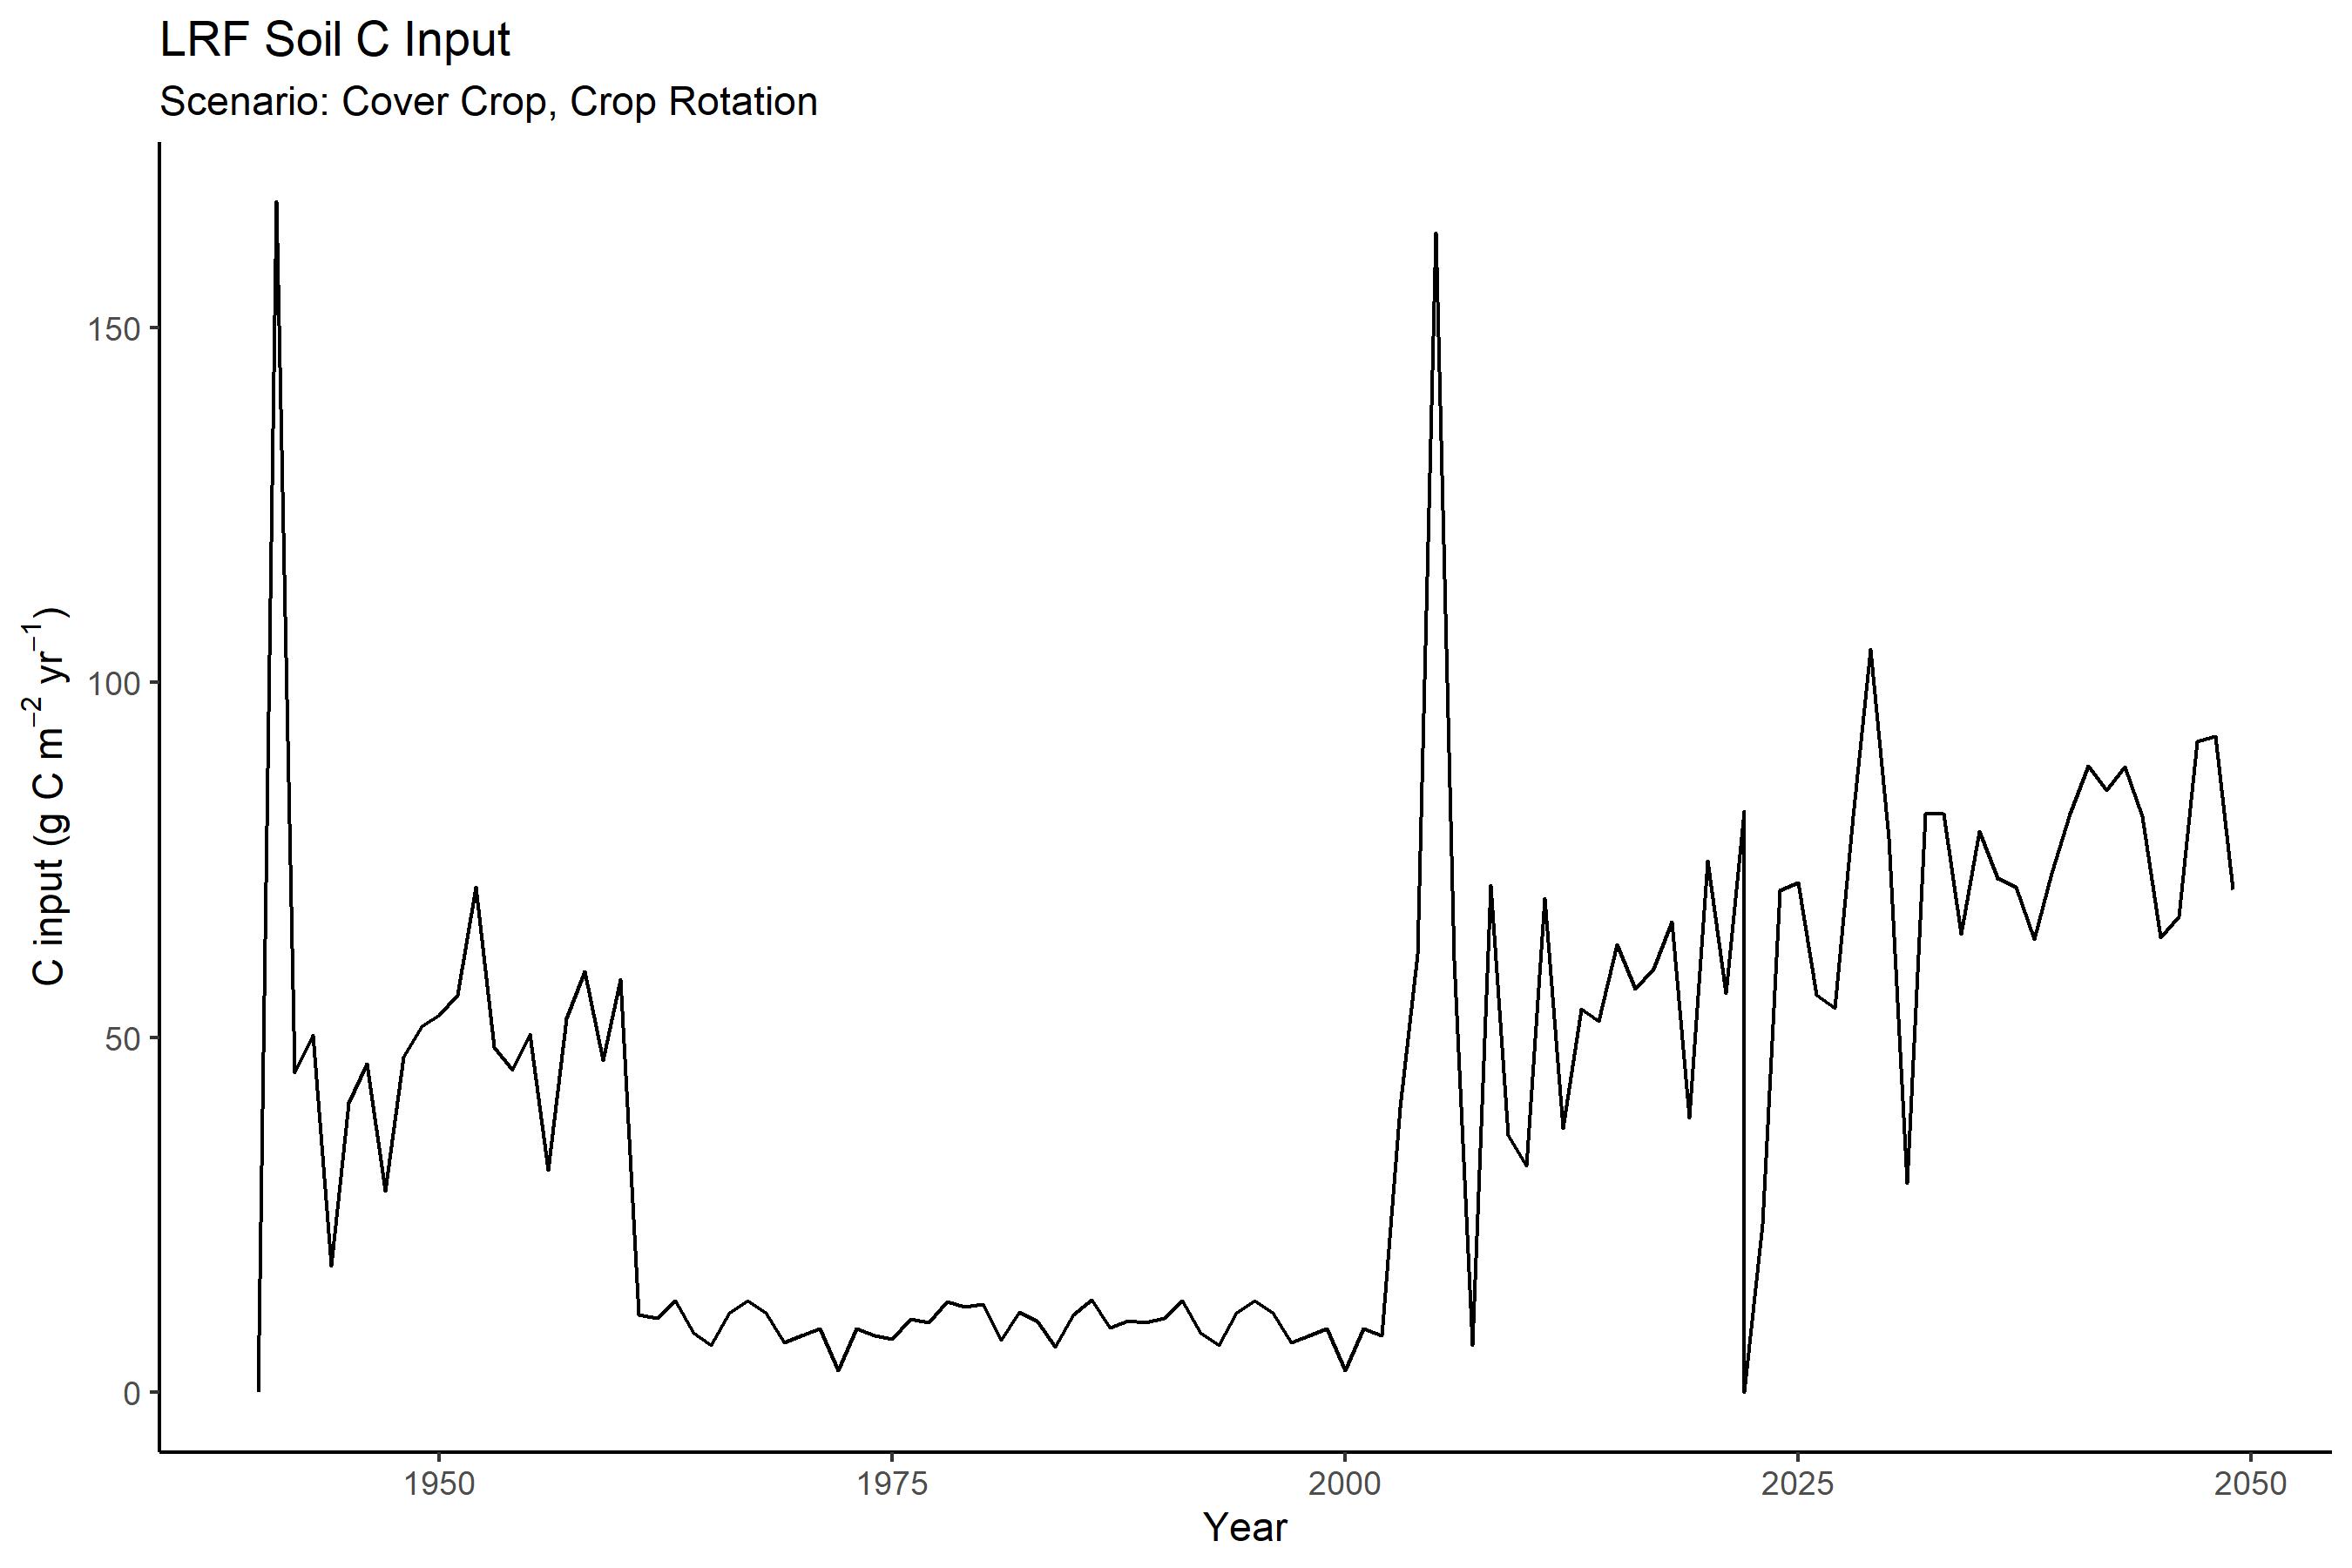 LRF Soil C Input
Scenario: Cover Crop, Crop Rotation
C input (g C m⁻² yr⁻¹)
150
100
50
0
1950 1975 2000 2025 2050
Year